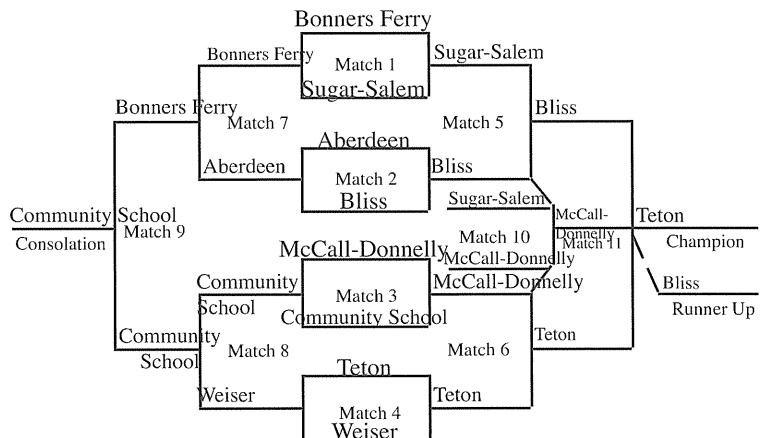 Bonners Ferry
Bonners Ferry
Match 1
Sugar-Salem
Sugar-Salem
Bonners Ferry
Match 7
Match 5
Bliss
Aberdeen
Aberdeen
Match 2
Bliss
Bliss
Sugar-Salem
Community School
Consolation
Match 9
Match 10
McCall-
Donnelly
Match 11
Teton
Champion
McCall-Donnelly
McCall-Donnelly
Community
School
Match 3
Community School
McCall-Donnelly
Bliss
Runner Up
Community
School
Match 8
Match 6
Teton
Teton
Weiser
Match 4
Weiser
Teton